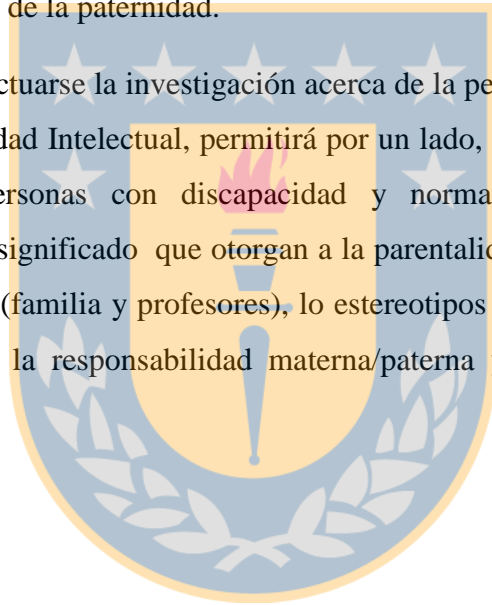 de la paternidad.
ctuarse la investigación acerca de la pe
dad Intelectual, permitirá por un lado,
ersonas con discapacidad y norma
significado que otorgan a la parentalid
(familia y profesores), lo estereotipos
la responsabilidad materna/paterna